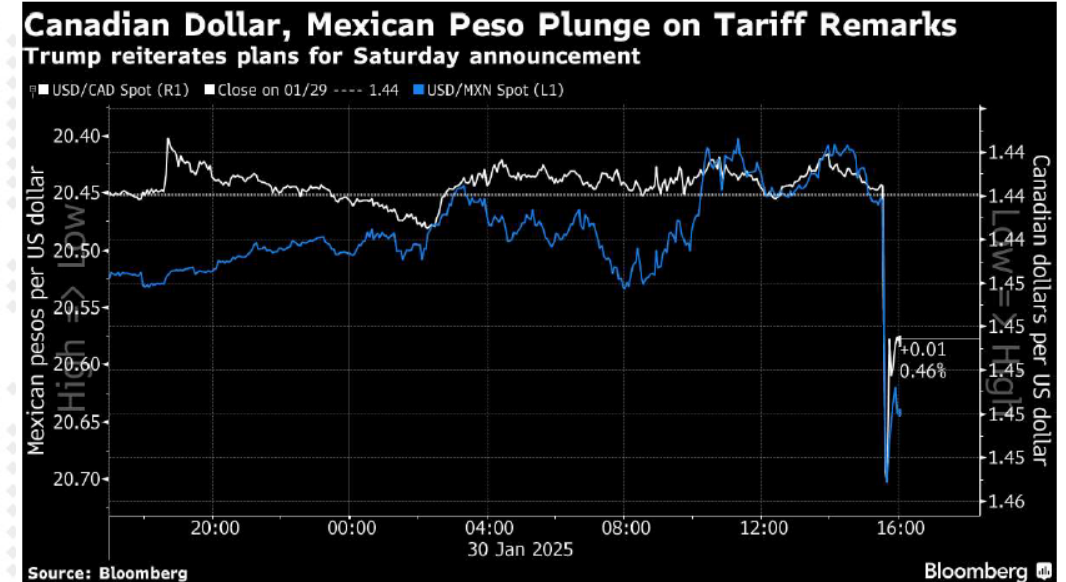 Canadian Dollar, Mexican Peso Plunge on Tariff Remarks
Trump reiterates plans for Saturday announcement
USD/CAD Spot (R1) Close on 01/29 ---- 1.44 USD/MXN Spot (L1)
Mexican pesos per US dollar
High => Low
20.40
20.45
20.50
20.55
20.60
20.65
20.70
+0.01
0.46%
1.44
1.44
1.44
1.45
1.45
1.45
1.45
1.45
1.46
Low => High
Canadian dollars per US dollar
20:00 00:00 04:00 08:00 12:00 16:00
30 Jan 2025
Source: Bloomberg
Bloomberg